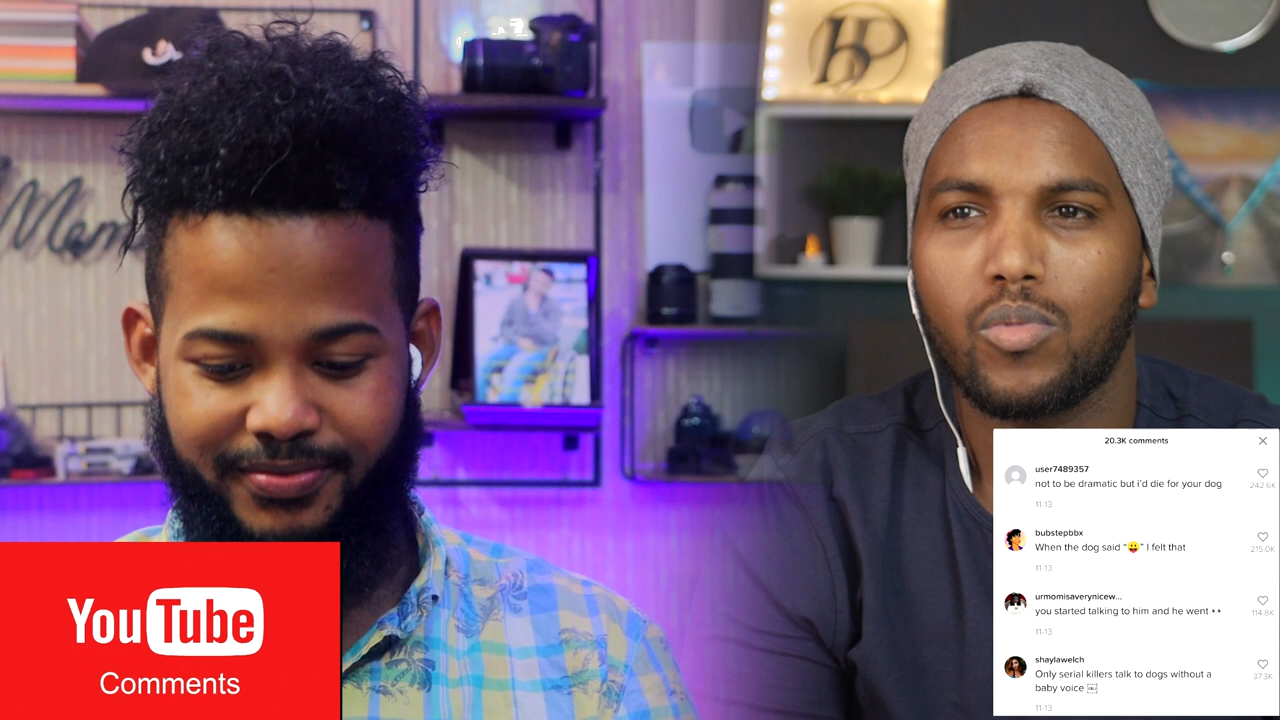 Mem
bP
YouTube
Comments
20.3K comments
user7489357
not to be dramatic but i'd die for your dog
242.6K
11-13
bubstepbbx
When the dog said "😛" I felt that
215.0K
11-13
urmomisaverynicew...
you started talking to him and he went 👀
114.8K
11-13
shaylawelch
Only serial killers talk to dogs without a
baby voice
37.3K
11-13